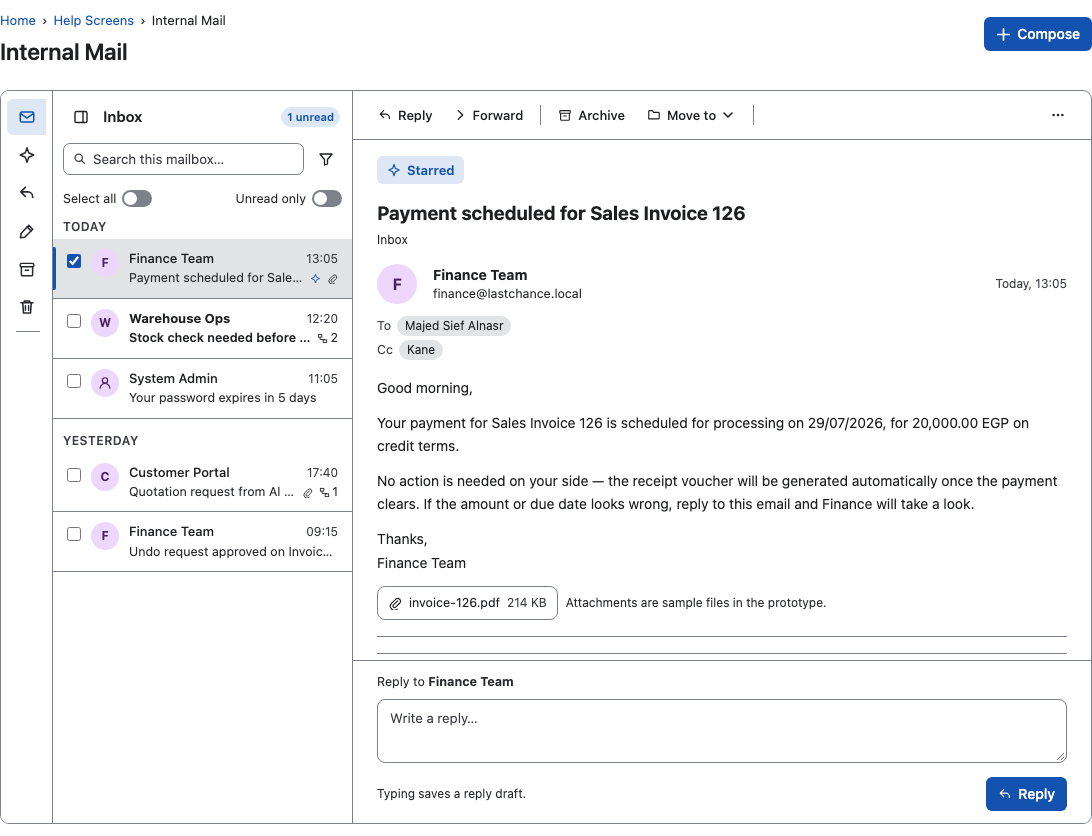 Home › Help Screens › Internal Mail
Internal Mail
Compose
Inbox
1 unread
Search this mailbox...
Select all
Unread only
TODAY
F
Finance Team
13:05
Payment scheduled for Sale...
W
Warehouse Ops
12:20
Stock check needed before ...
2
System Admin
11:05
Your password expires in 5 days
YESTERDAY
C
Customer Portal
17:40
Quotation request from Al ...
1
F
Finance Team
09:15
Undo request approved on Invoic...
Reply
Forward
Archive
Move to
Starred
Payment scheduled for Sales Invoice 126
Inbox
F
Finance Team
finance@lastchance.local
Today, 13:05
To Majed Sief Alnasr
Cc Kane
Good morning,
Your payment for Sales Invoice 126 is scheduled for processing on 29/07/2026, for 20,000.00 EGP on
credit terms.
No action is needed on your side — the receipt voucher will be generated automatically once the payment
clears. If the amount or due date looks wrong, reply to this email and Finance will take a look.
Thanks,
Finance Team
invoice-126.pdf 214 KB
Attachments are sample files in the prototype.
Reply to Finance Team
Write a reply...
Typing saves a reply draft.
Reply